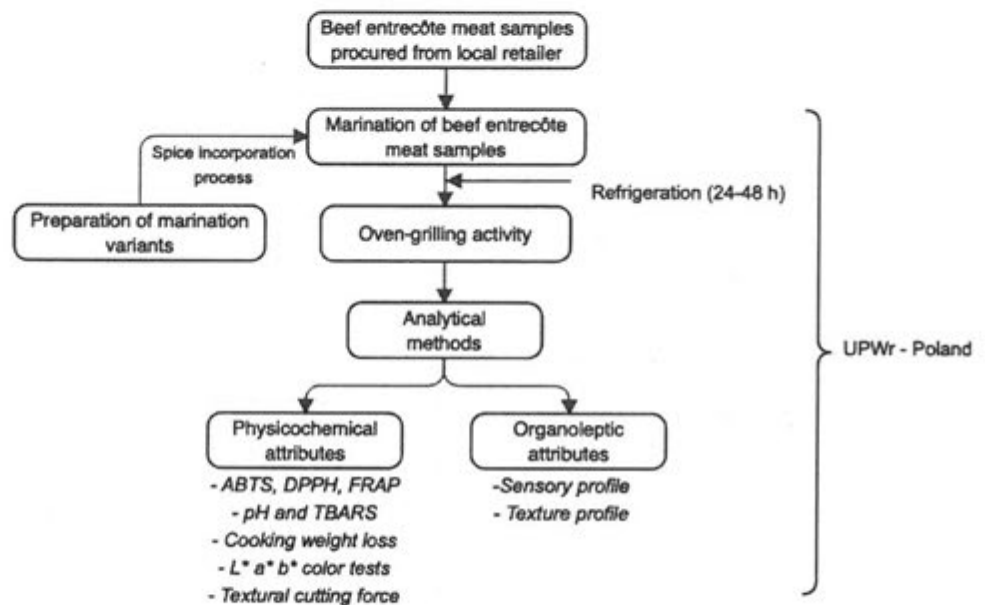 Beef entrecôte meat samples
procured from local retailer
Marination of beef entrecôte
meat samples
Spice incorporation
process
Refrigeration (24-48 h)
Preparation of marination
variants
Oven-grilling activity
Analytical
methods
UPWr - Poland
Physicochemical
attributes
- ABTS, DPPH, FRAP
- pH and TBARS
- Cooking weight loss
- L* a* b* color tests
- Textural cutting force
Organoleptic
attributes
-Sensory profile
- Texture profile